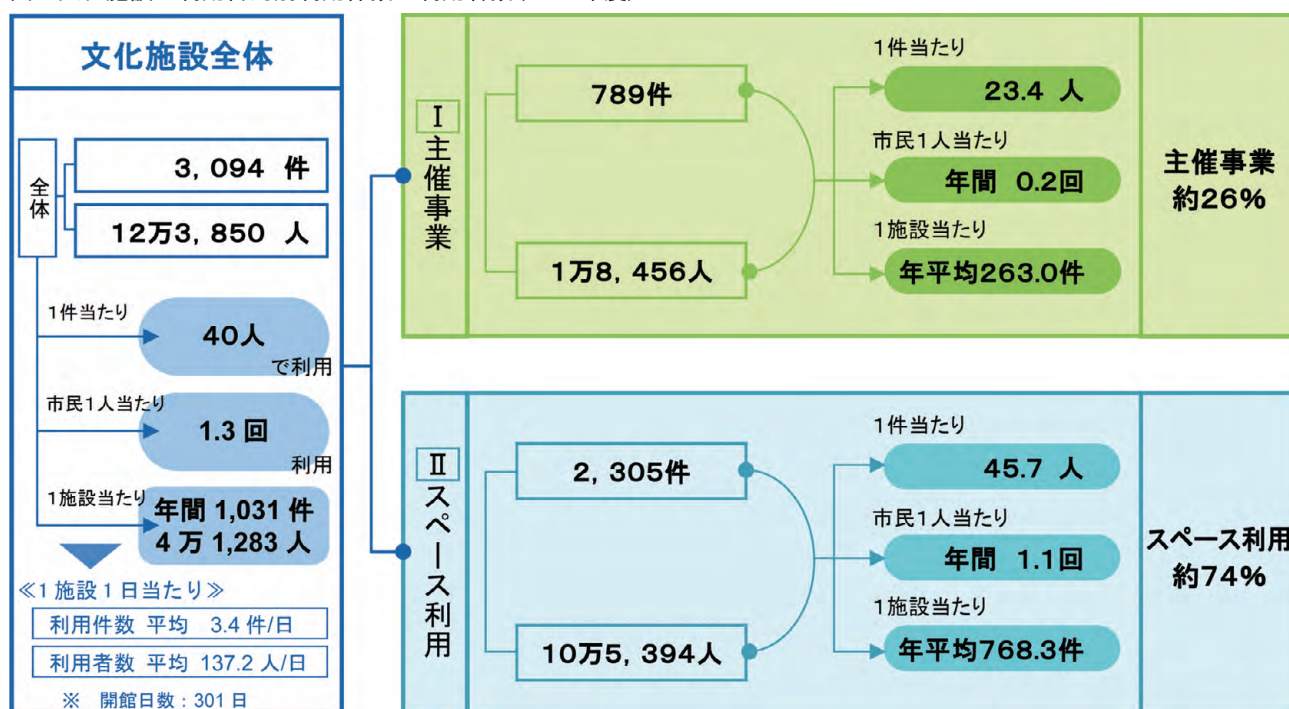 文化施設全体
全体
3,094 件
12万3,850 人
1件当たり
40人
で利用
市民1人当たり
1.3 回
利用
1施設当たり
年間 1,031 件
4 万 1,283 人
≪1 施設 1 日当たり≫
利用件数 平均 3.4 件/日
利用者数 平均 137.2 人/日
※ 開館日数:301 日
Ⅰ主催事業
789件
1万8,456人
1件当たり
23.4 人
市民1人当たり
年間 0.2回
1施設当たり
年平均263.0件
主催事業
約26%
Ⅱスペース利用
2,305件
10万5,394人
1件当たり
45.7 人
市民1人当たり
年間 1.1回
1施設当たり
年平均768.3件
スペース利用
約74%